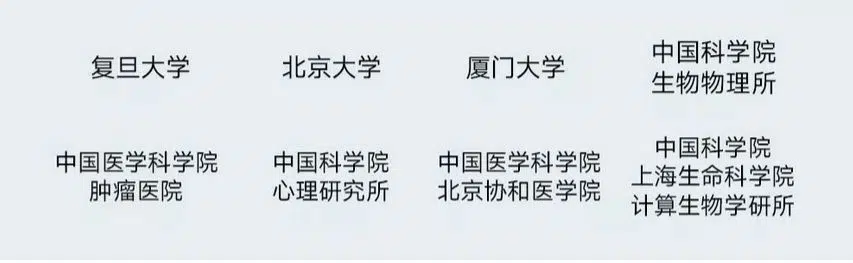 复旦大学
北京大学
厦门大学
中国科学院
生物物理所
中国医学科学院
肿瘤医院
中国科学院
心理研究所
中国医学科学院
北京协和医学院
中国科学院
上海生命科学院
计算生物学研所